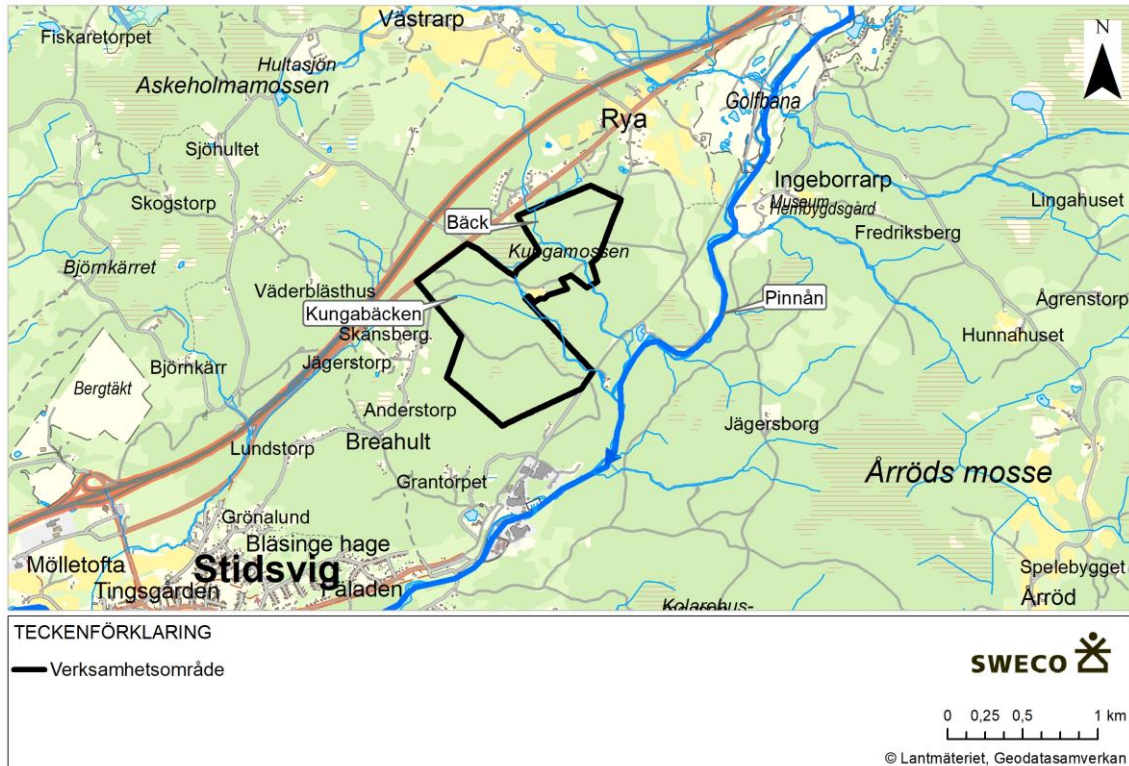 Fiskaretorpet
Västrarp
N
Hultasjön
Askeholmamossen
Golfbana
Rya
Sjöhultet
Ingeborrarp
Museum
Hembygdsgård
Skogstorp
Lingahuset
Bäck
Fredriksberg
Kungamossen
Björnkärret
Väderblästhus
Pinnån
Ågrenstorp
Kungabäcken
Skånsberg
Hunnahuset
Jägerstorp
Björnkärr
Bergtäkt
Anderstorp
Jägersborg
Breahult
Lundstorp
Årröds mosse
Grantorpet
Grönalund
Bläsinge hage
Mölletofta
Stidsvig
Spelebygget
Tingsgården
Fäladen
Årröd
Kolarehus-
TECKENFÖRKLARING
Verksamhetsområde
SWECO
0 0,25 0,5 1 km
© Lantmäteriet, Geodatasamverkan